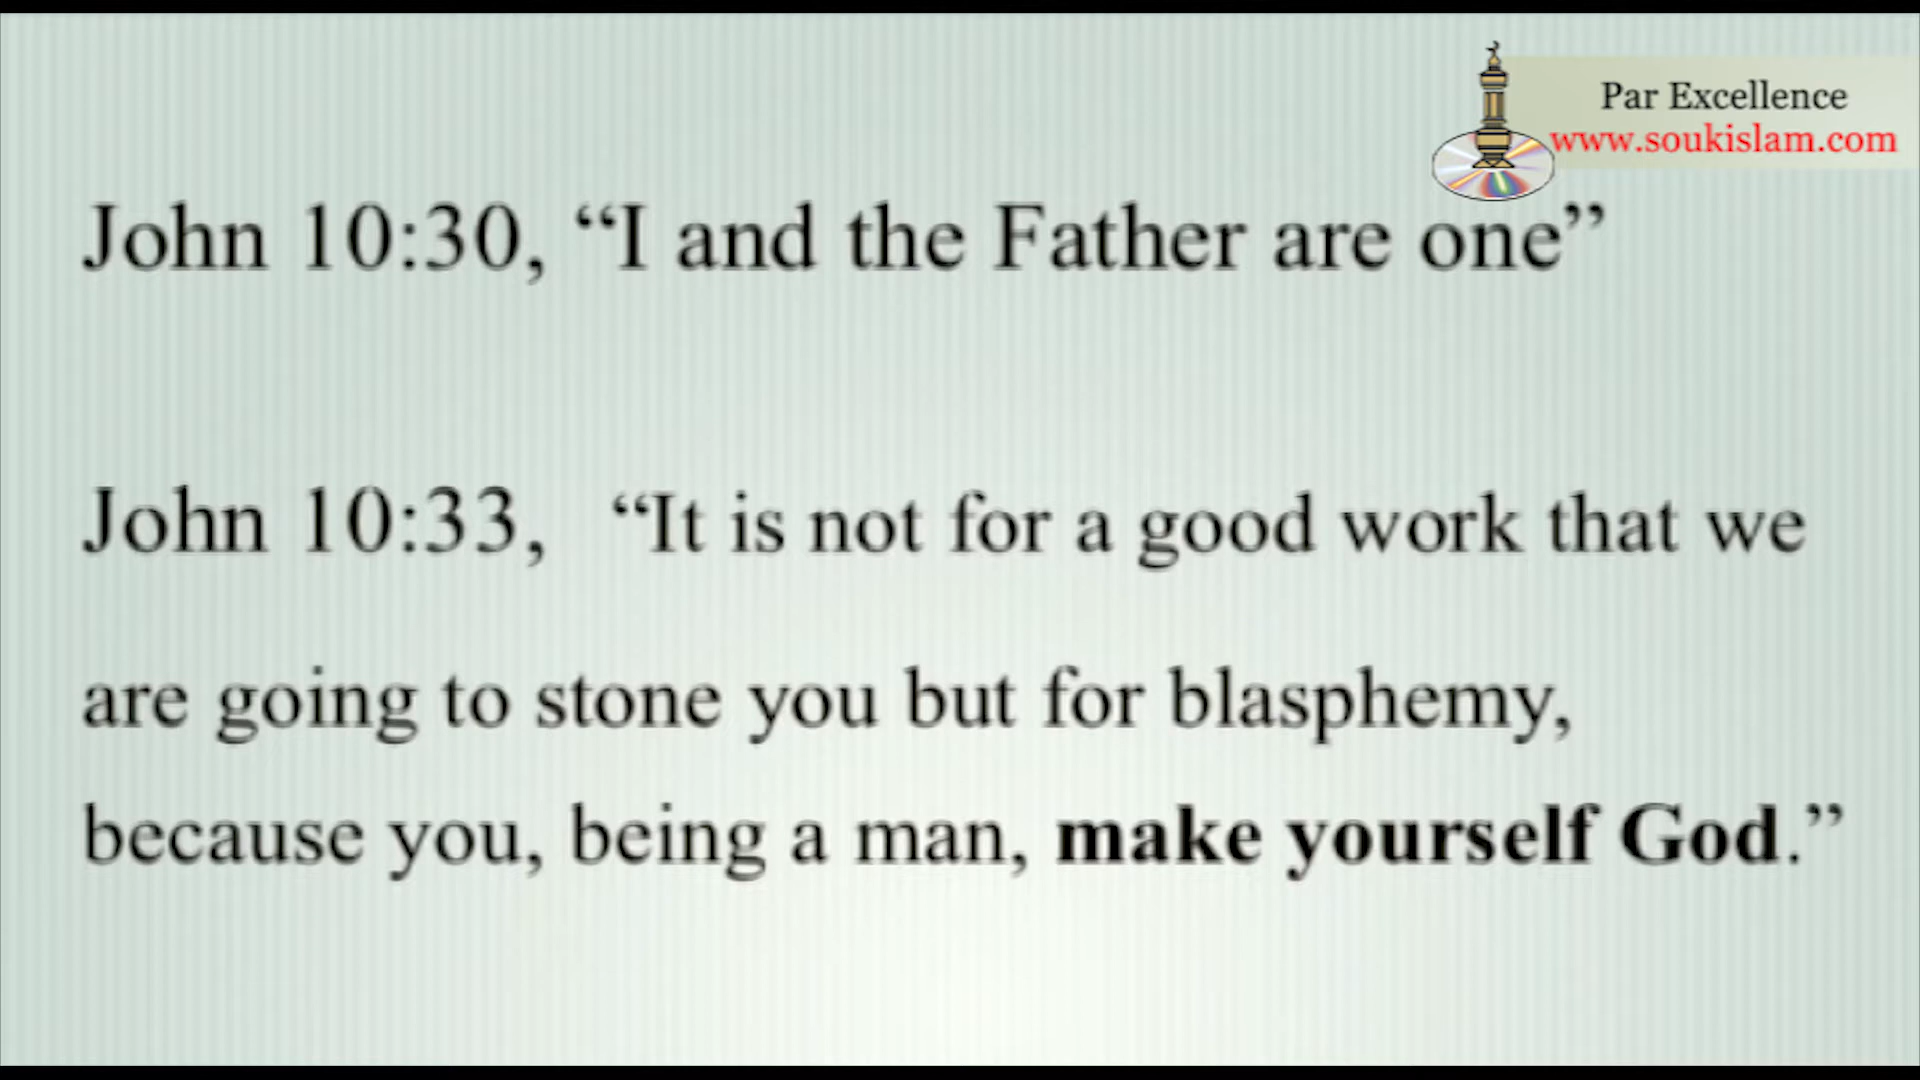 Par Excellence
www.soukislam.com
John 10:30, “I and the Father are one”
John 10:33, “It is not for a good work that we
are going to stone you but for blasphemy,
because you, being a man, make yourself God.”